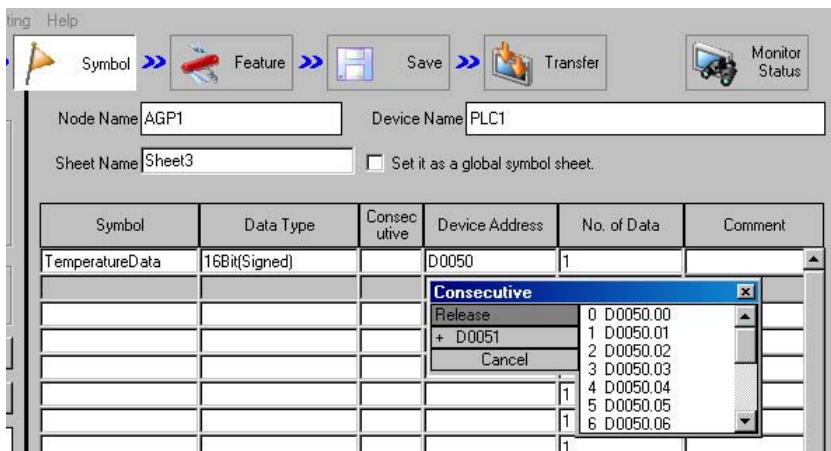 ting Help
Symbol Feature Save Transfer Monitor Status
Node Name AGP1 Device Name PLC1
Sheet Name Sheet3 Set it as a global symbol sheet.
Symbol Data Type Consec utive Device Address No. of Data Comment
TemperatureData 16Bit(Signed) D0050 1
Consecutive
Release 0 D0050.00
1 D0050.01
+ D0051 2 D0050.02
Cancel 3 D0050.03
1 4 D0050.04
5 D0050.05
1 6 D0050.06
1